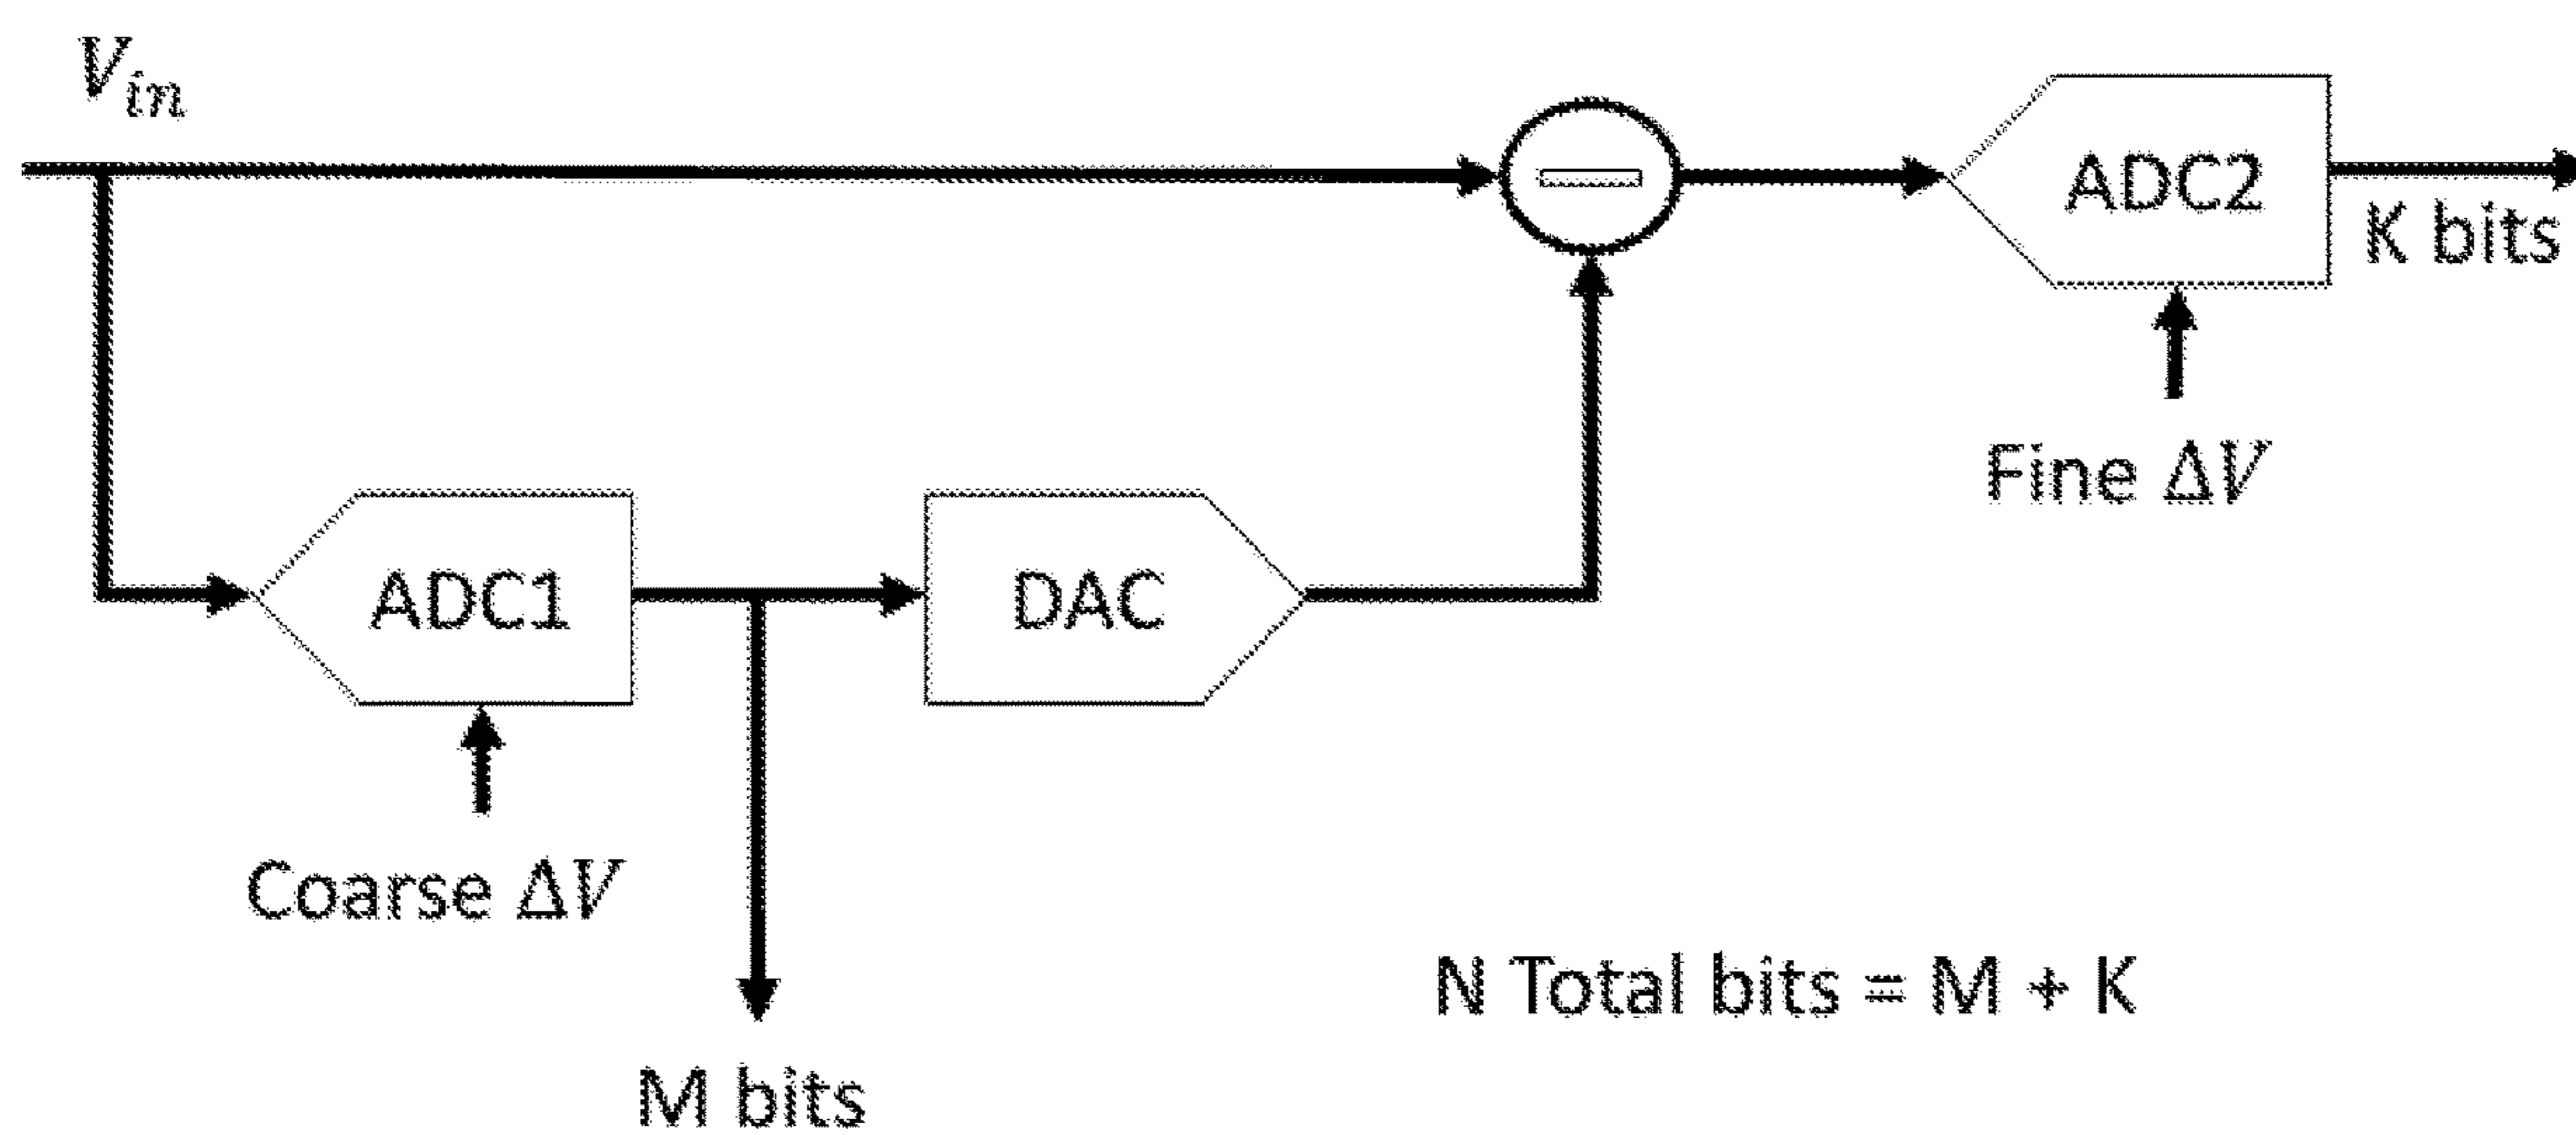 V_in
ADC2
K bits
Fine ΔV
ADC1
DAC
Coarse ΔV
N Total bits = M + K
M bits